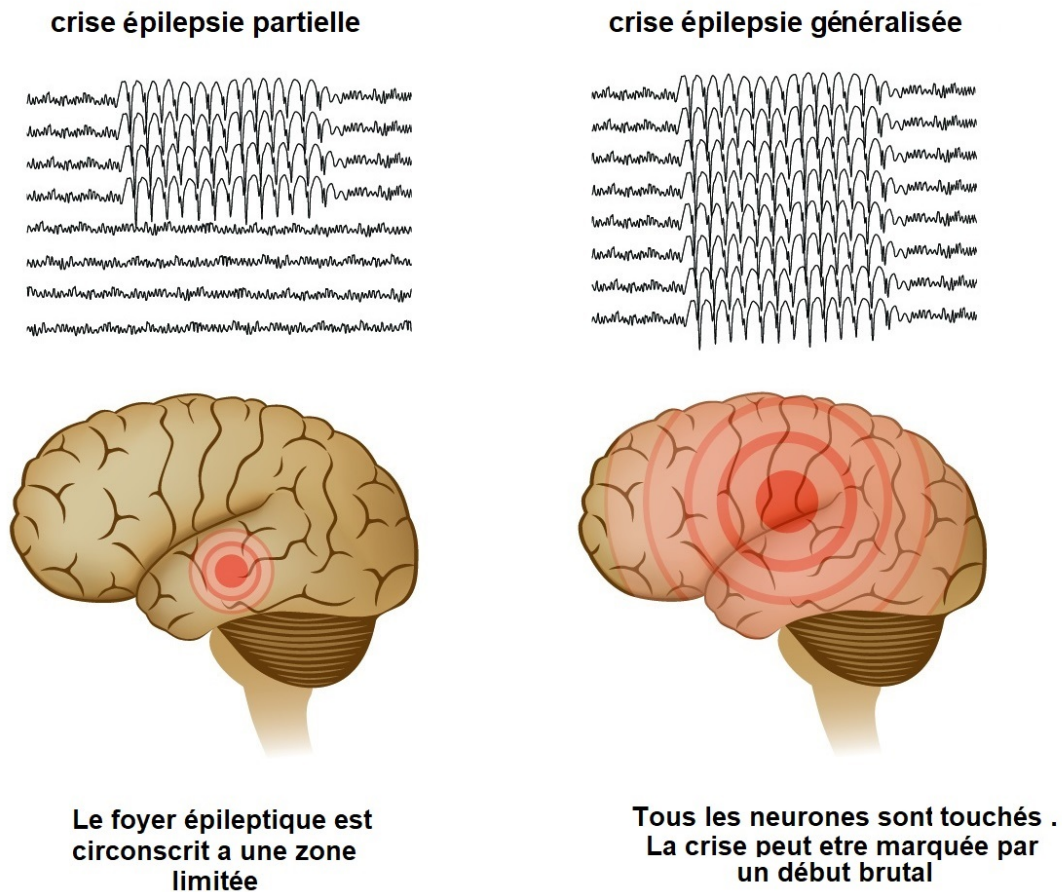 crise épilepsie partielle
crise épilepsie généralisée
Le foyer épileptique est
circonscrit a une zone
limitée
Tous les neurones sont touchés .
La crise peut etre marquée par
un début brutal